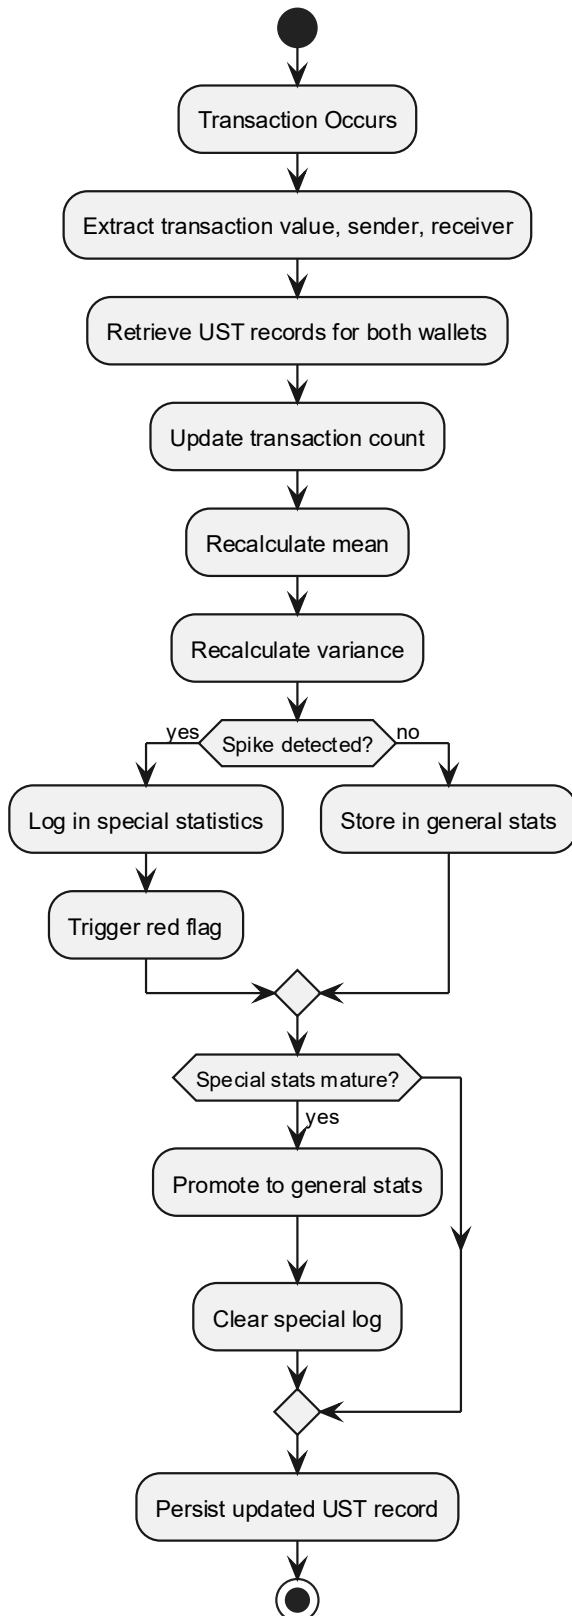 Transaction Occurs
Extract transaction value, sender, receiver
Retrieve UST records for both wallets
Update transaction count
Recalculate mean
Recalculate variance
yes
Spike detected?
no
Log in special statistics
Store in general stats
Trigger red flag
Special stats mature?
yes
Promote to general stats
Clear special log
Persist updated UST record